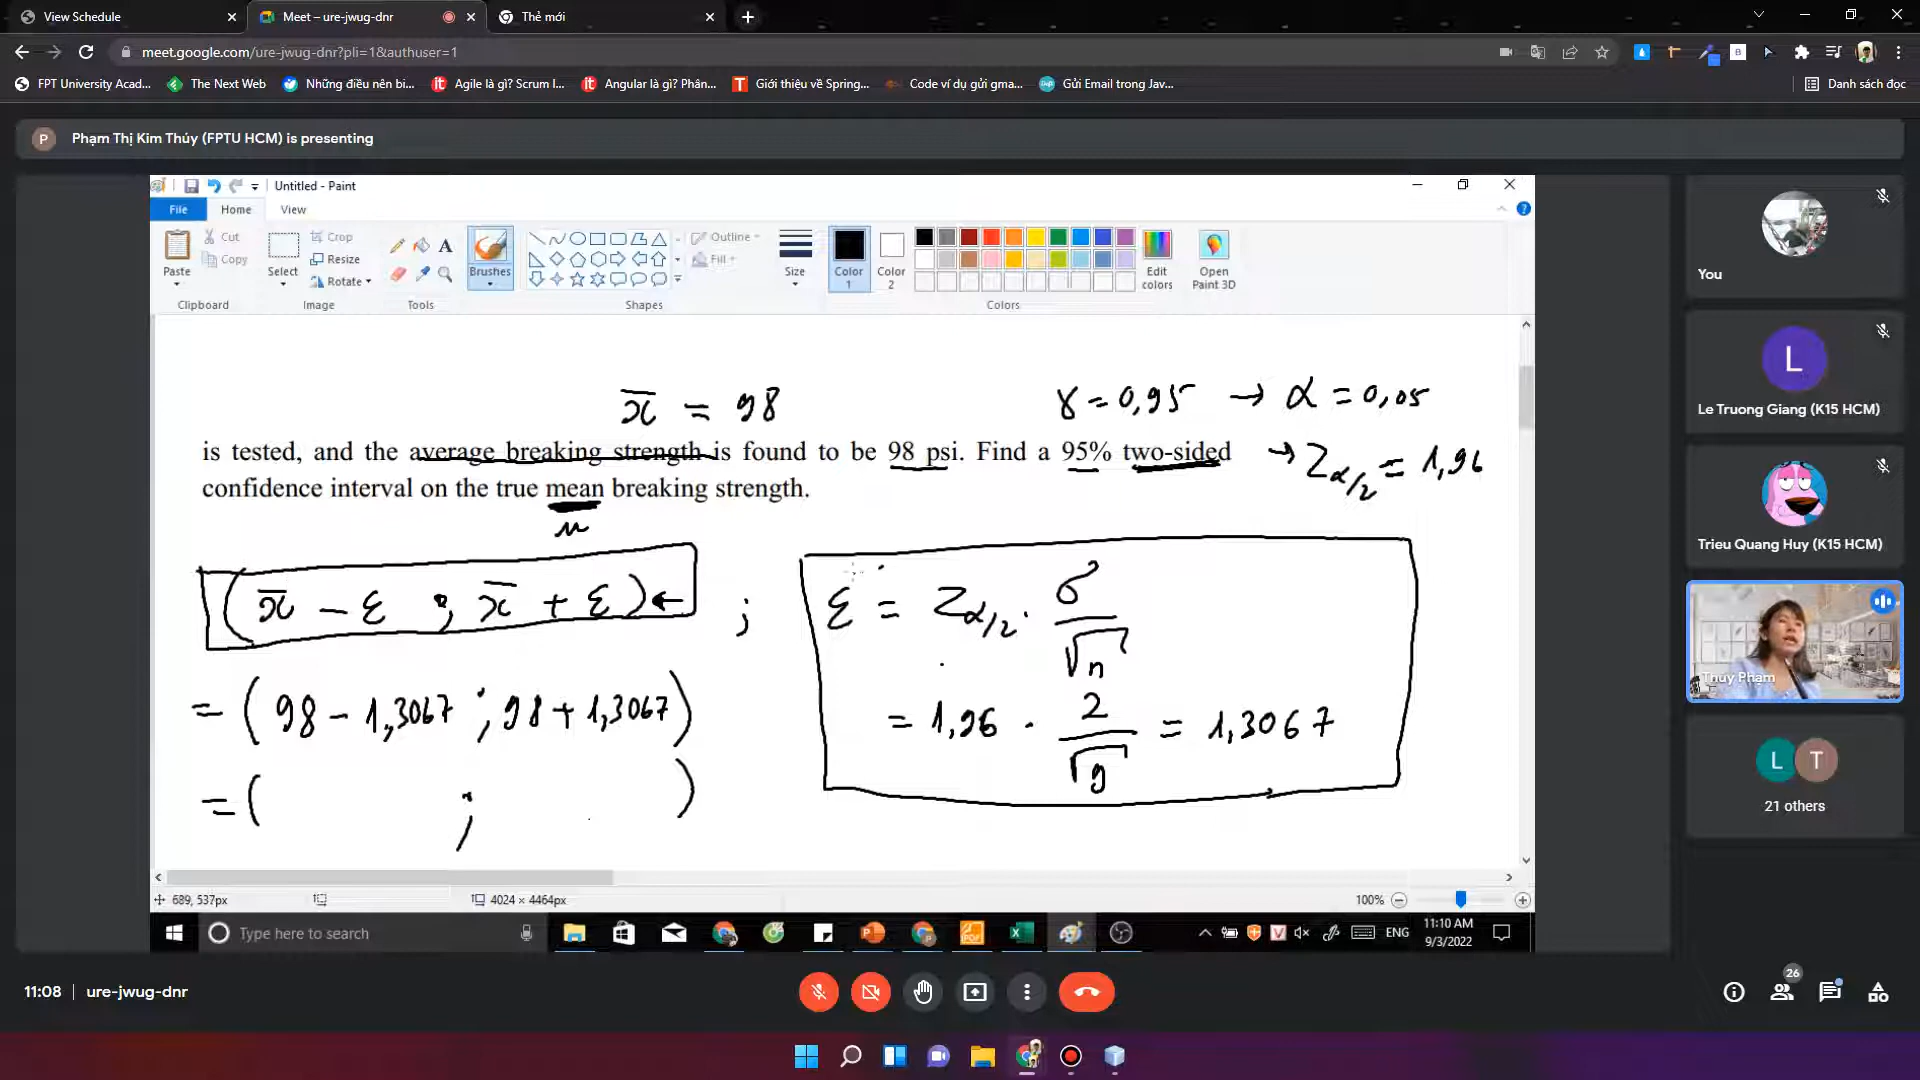 View Schedule
Meet – ure-jwug-dnr
Thẻ mới
meet.google.com/ure-jwug-dnr?pli=1&authuser=1
FPT University Acad...
The Next Web
Những điều nên bi...
Agile là gì? Scrum l...
Angular là gì? Phân...
Giới thiệu về Spring...
Code ví dụ gửi gma...
Gửi Email trong Jav...
Danh sách đọc
P
Phạm Thị Kim Thúy (FPTU HCM) is presenting
Untitled - Paint
File Home View
Paste
Cut
Copy
Clipboard
Select
Crop
Resize
Rotate
Image
A
Tools
Brushes
Outline
Fill
Shapes
Size
Color 1
Color 2
Edit colors
Open Paint 3D
Colors
x̄ = 98
γ = 0,95 → α = 0,05
is tested, and the average breaking strength is found to be 98 psi. Find a 95% two-sided
→ Zα/2 = 1,96
confidence interval on the true mean breaking strength.
μ
(x̄ − ε ; x̄ + ε) ← ;
ε = Zα/2 · σ/√n
= (98 − 1,3067 ; 98 + 1,3067)
= 1,96 · 2/√9 = 1,3067
= ( ; )
689, 537px
4024 × 4464px
100%
Type here to search
ENG
11:10 AM
9/3/2022
You
L
Le Truong Giang (K15 HCM)
Trieu Quang Huy (K15 HCM)
Thuy Pham
L T
21 others
11:08 | ure-jwug-dnr
26